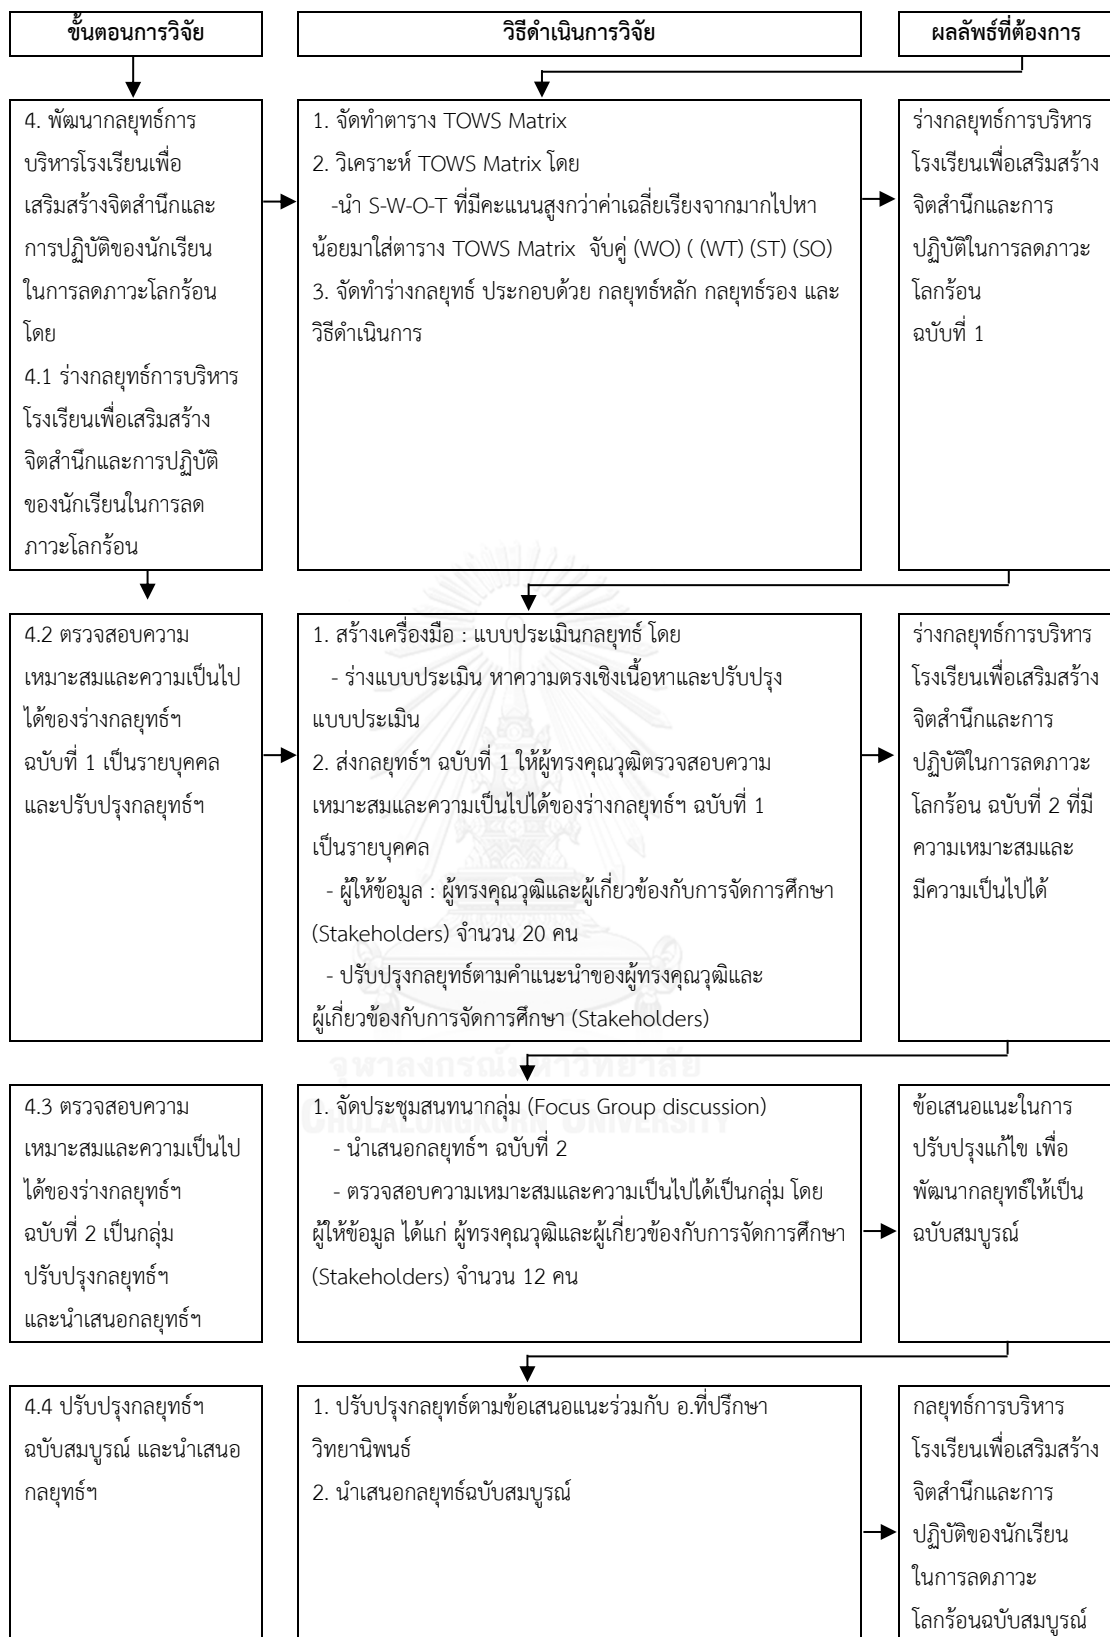 ขั้นตอนการวิจัย
วิธีดำเนินการวิจัย
ผลลัพธ์ที่ต้องการ
4. พัฒนากลยุทธ์การ
บริหารโรงเรียนเพื่อ
เสริมสร้างจิตสำนึกและ
การปฏิบัติของนักเรียน
ในการลดภาวะโลกร้อน
โดย
4.1 ร่างกลยุทธ์การบริหาร
โรงเรียนเพื่อเสริมสร้าง
จิตสำนึกและการปฏิบัติ
ของนักเรียนในการลด
ภาวะโลกร้อน
1. จัดทำตาราง TOWS Matrix
2. วิเคราะห์ TOWS Matrix โดย
-นำ S-W-O-T ที่มีคะแนนสูงกว่าค่าเฉลี่ยเรียงจากมากไปหา
น้อยมาใส่ตาราง TOWS Matrix จับคู่ (WO) ( (WT) (ST) (SO)
3. จัดทำร่างกลยุทธ์ ประกอบด้วย กลยุทธ์หลัก กลยุทธ์รอง และ
วิธีดำเนินการ
ร่างกลยุทธ์การบริหาร
โรงเรียนเพื่อเสริมสร้าง
จิตสำนึกและการ
ปฏิบัติในการลดภาวะ
โลกร้อน
ฉบับที่ 1
4.2 ตรวจสอบความ
เหมาะสมและความเป็นไป
ได้ของร่างกลยุทธ์ฯ
ฉบับที่ 1 เป็นรายบุคคล
และปรับปรุงกลยุทธ์ฯ
1. สร้างเครื่องมือ : แบบประเมินกลยุทธ์ โดย
- ร่างแบบประเมิน หาความตรงเชิงเนื้อหาและปรับปรุง
แบบประเมิน
2. ส่งกลยุทธ์ฯ ฉบับที่ 1 ให้ผู้ทรงคุณวุฒิตรวจสอบความ
เหมาะสมและความเป็นไปได้ของร่างกลยุทธ์ฯ ฉบับที่ 1
เป็นรายบุคคล
- ผู้ให้ข้อมูล : ผู้ทรงคุณวุฒิและผู้เกี่ยวข้องกับการจัดการศึกษา
(Stakeholders) จำนวน 20 คน
- ปรับปรุงกลยุทธ์ตามคำแนะนำของผู้ทรงคุณวุฒิและ
ผู้เกี่ยวข้องกับการจัดการศึกษา (Stakeholders)
ร่างกลยุทธ์การบริหาร
โรงเรียนเพื่อเสริมสร้าง
จิตสำนึกและการ
ปฏิบัติในการลดภาวะ
โลกร้อน ฉบับที่ 2 ที่มี
ความเหมาะสมและ
มีความเป็นไปได้
จุฬาลงกรณ์มหาวิทยาลัย
CHULALONGKORN UNIVERSITY
4.3 ตรวจสอบความ
เหมาะสมและความเป็นไป
ได้ของร่างกลยุทธ์ฯ
ฉบับที่ 2 เป็นกลุ่ม
ปรับปรุงกลยุทธ์ฯ
และนำเสนอกลยุทธ์ฯ
1. จัดประชุมสนทนากลุ่ม (Focus Group discussion)
- นำเสนอกลยุทธ์ฯ ฉบับที่ 2
- ตรวจสอบความเหมาะสมและความเป็นไปได้เป็นกลุ่ม โดย
ผู้ให้ข้อมูล ได้แก่ ผู้ทรงคุณวุฒิและผู้เกี่ยวข้องกับการจัดการศึกษา
(Stakeholders) จำนวน 12 คน
ข้อเสนอแนะในการ
ปรับปรุงแก้ไข เพื่อ
พัฒนากลยุทธ์ให้เป็น
ฉบับสมบูรณ์
4.4 ปรับปรุงกลยุทธ์ฯ
ฉบับสมบูรณ์ และนำเสนอ
กลยุทธ์ฯ
1. ปรับปรุงกลยุทธ์ตามข้อเสนอแนะร่วมกับ อ.ที่ปรึกษา
วิทยานิพนธ์
2. นำเสนอกลยุทธ์ฉบับสมบูรณ์
กลยุทธ์การบริหาร
โรงเรียนเพื่อเสริมสร้าง
จิตสำนึกและการ
ปฏิบัติของนักเรียน
ในการลดภาวะ
โลกร้อนฉบับสมบูรณ์